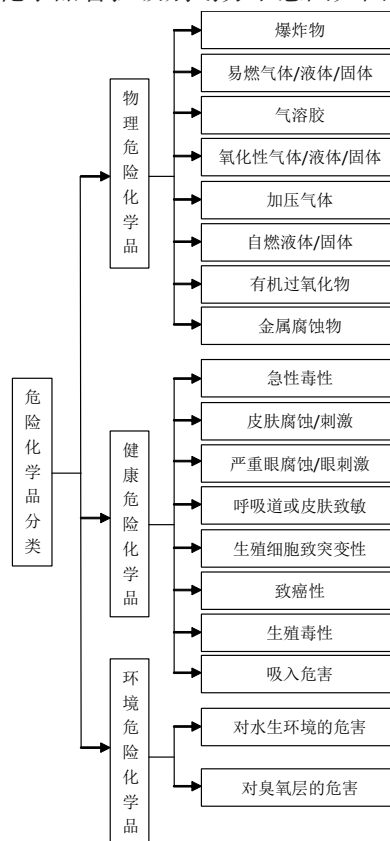 爆炸物
易燃气体/液体/固体
气溶胶
氧化性气体/液体/固体
加压气体
自燃液体/固体
有机过氧化物
金属腐蚀物
物理危险化学品
急性毒性
皮肤腐蚀/刺激
严重眼腐蚀/眼刺激
呼吸道或皮肤致敏
生殖细胞致突变性
致癌性
生殖毒性
吸入危害
健康危险化学品
危险化学品分类
对水生环境的危害
对臭氧层的危害
环境危险化学品